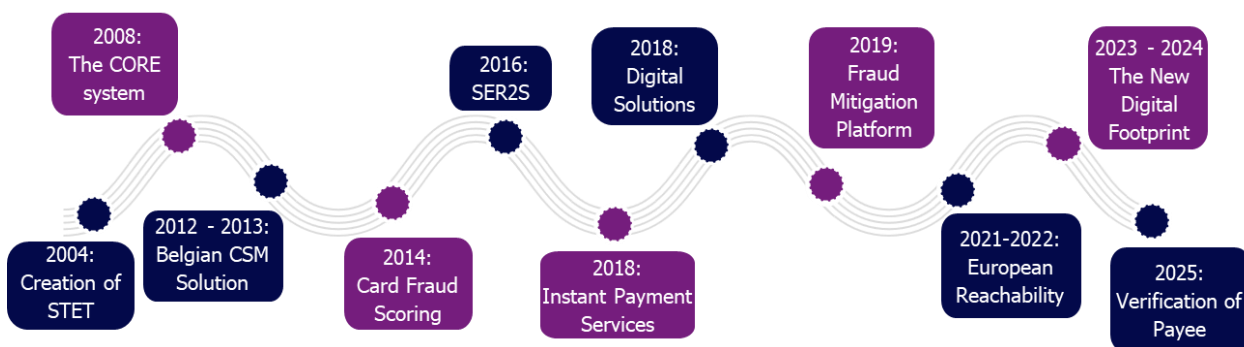 2004:
Creation of
STET
2008:
The CORE
system
2012 - 2013:
Belgian CSM
Solution
2014:
Card Fraud
Scoring
2016:
SER2S
2018:
Instant Payment
Services
2018:
Digital
Solutions
2019:
Fraud
Mitigation
Platform
2021-2022:
European
Reachability
2023 - 2024
The New
Digital
Footprint
2025:
Verification of
Payee